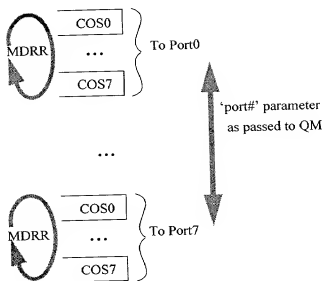 COS0
MDRR
...
To Port0
COS7
'port#' parameter
as passed to QM
...
COS0
MDRR
...
To Port7
COS7